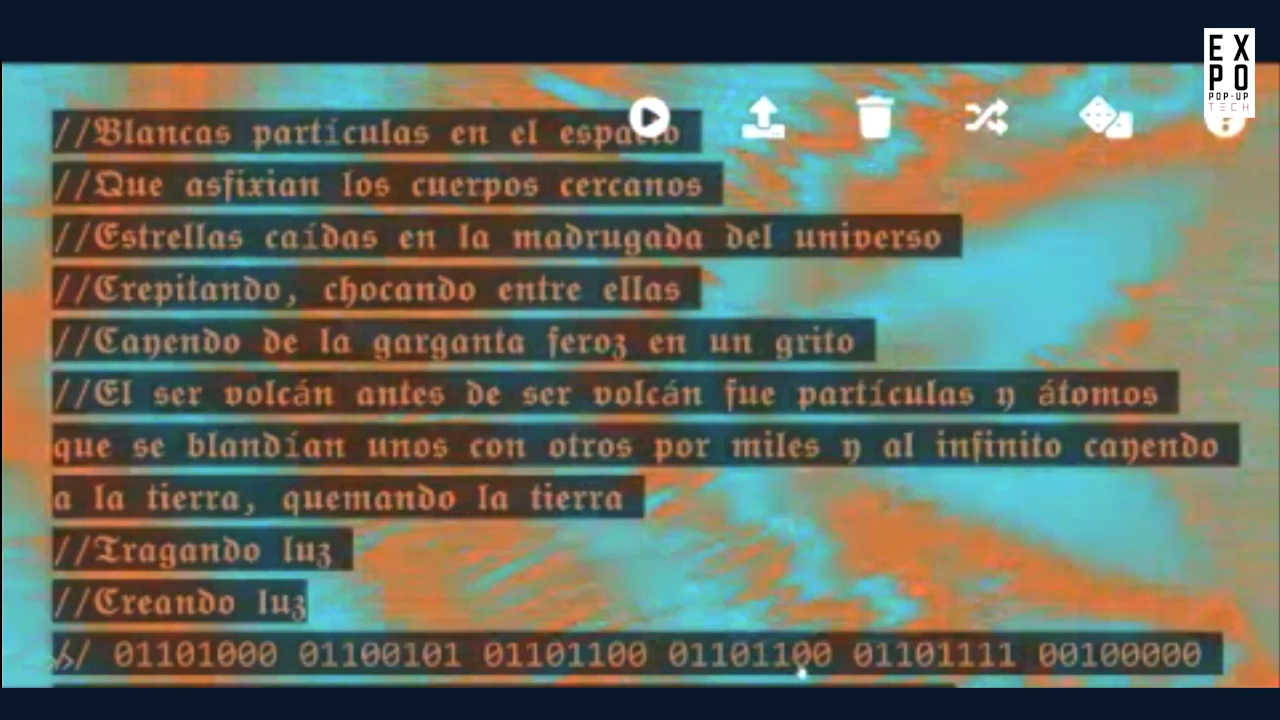 EX
PO
POP-UP
TECH
//Blancas partículas en el espacio
//Que asfixian los cuerpos cercanos
//Estrellas caídas en la madrugada del universo
//Crepitando, chocando entre ellas
//Cayendo de la garganta feroz en un grito
//El ser volcán antes de ser volcán fue partículas y átomos
que se blandían unos con otros por miles y al infinito cayendo
a la tierra, quemando la tierra
//Tragando luz
//Creando luz
// 01101000 01100101 01101100 01101100 01101111 00100000